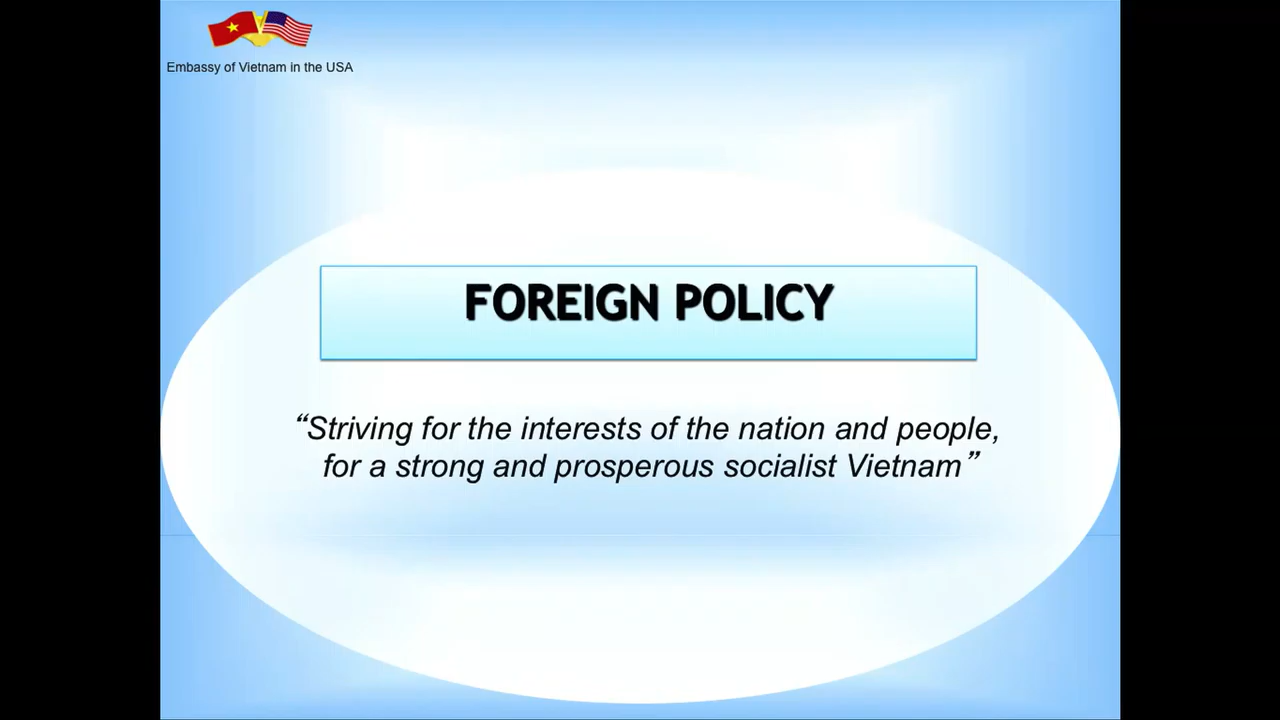 Embassy of Vietnam in the USA
FOREIGN POLICY
“Striving for the interests of the nation and people,
for a strong and prosperous socialist Vietnam”